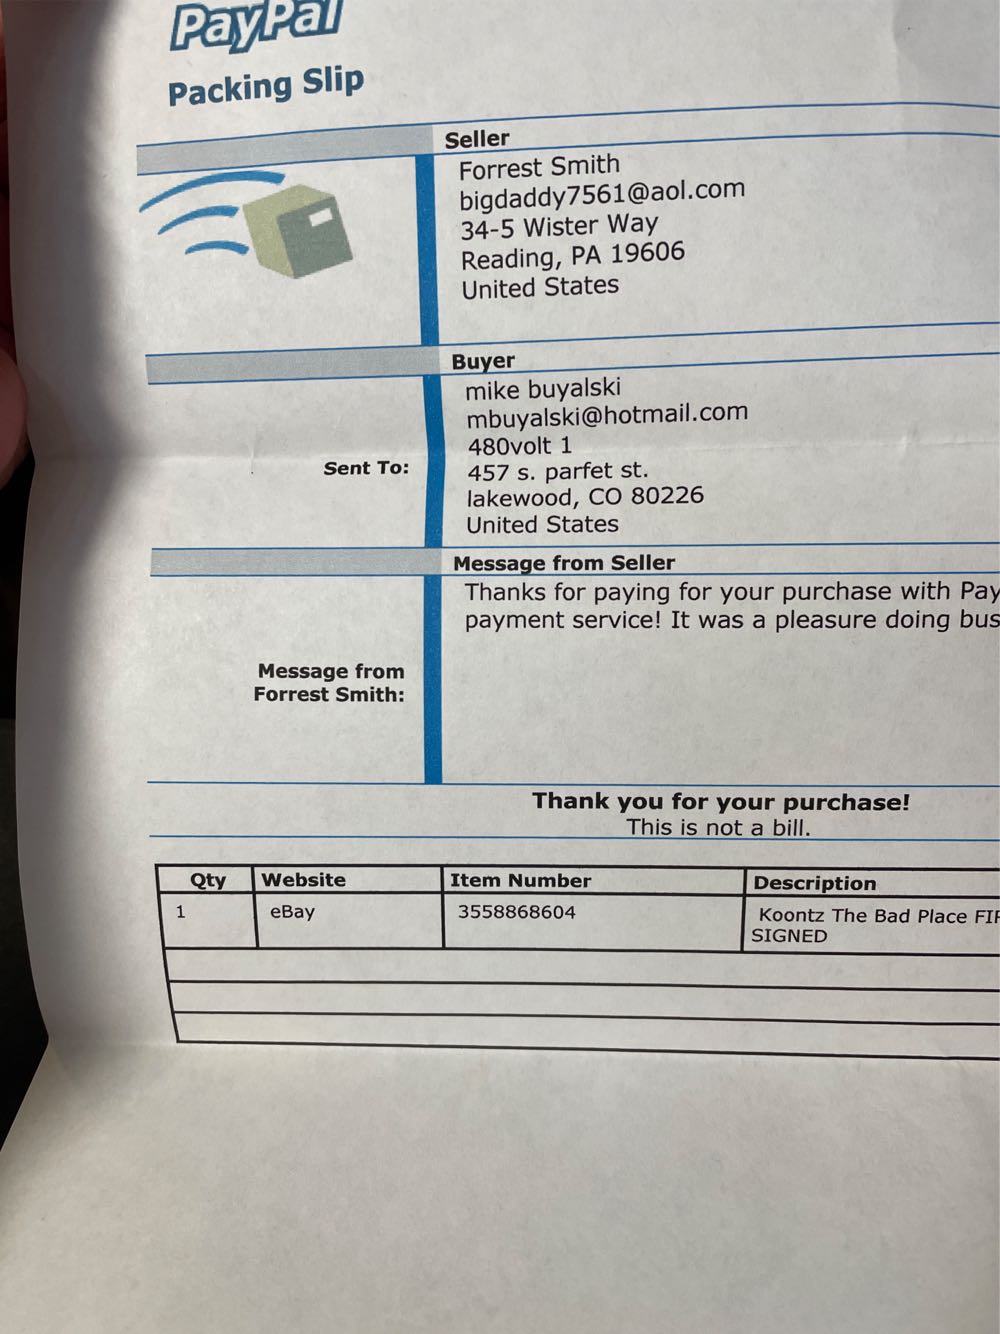 PayPal
Packing Slip
Seller
Forrest Smith
bigdaddy7561@aol.com
34-5 Wister Way
Reading, PA 19606
United States
Buyer
Sent To:
mike buyalski
mbuyalski@hotmail.com
480volt 1
457 s. parfet st.
lakewood, CO 80226
United States
Message from Seller
Message from
Forrest Smith:
Thanks for paying for your purchase with Pay
payment service! It was a pleasure doing bus
Thank you for your purchase!
This is not a bill.
Qty Website Item Number Description
1 eBay 3558868604 Koontz The Bad Place FIR
SIGNED